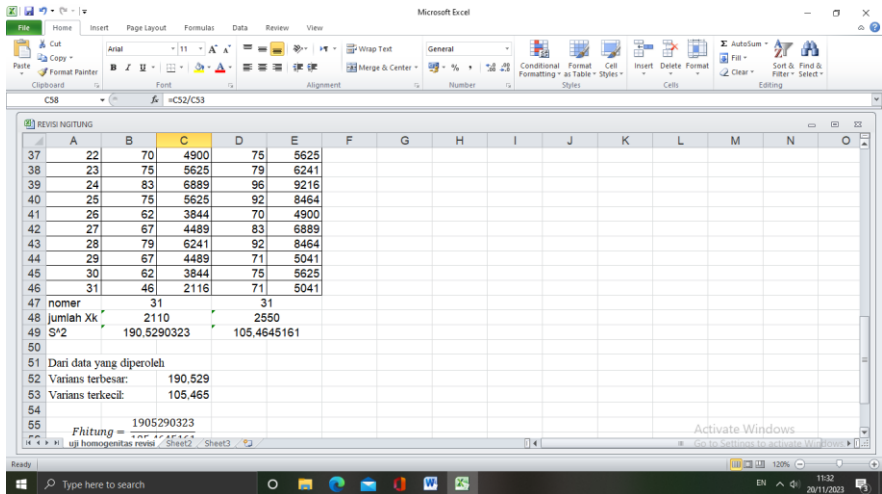 Microsoft Excel
File Home Insert Page Layout Formulas Data Review View
Cut
Copy
Format Painter
Paste
Clipboard
Arial 11
Font
Wrap Text
Merge & Center
Alignment
General
Number
Conditional Formatting
Format as Table
Cell Styles
Styles
Insert Delete Format
Cells
AutoSum
Fill
Clear
Sort & Filter
Find & Select
Editing
C58 fx =C52/C53
REVISI NGITUNG
A B C D E F G H I J K L M N O
37 22 70 4900 75 5625
38 23 75 5625 79 6241
39 24 83 6889 96 9216
40 25 75 5625 92 8464
41 26 62 3844 70 4900
42 27 67 4489 83 6889
43 28 79 6241 92 8464
44 29 67 4489 71 5041
45 30 62 3844 75 5625
46 31 46 2116 71 5041
47 nomer 31 31
48 jumlah Xk 2110 2550
49 S^2 190,5290323 105,4645161
50
51 Dari data yang diperoleh
52 Varians terbesar: 190,529
53 Varians terkecil: 105,465
54
55 Fhitung = 1905290323
Activate Windows
Go to Settings to activate Windows
uji homogenitas revisi Sheet2 Sheet3
Ready 120%
Type here to search
EN 11:32
20/11/2023